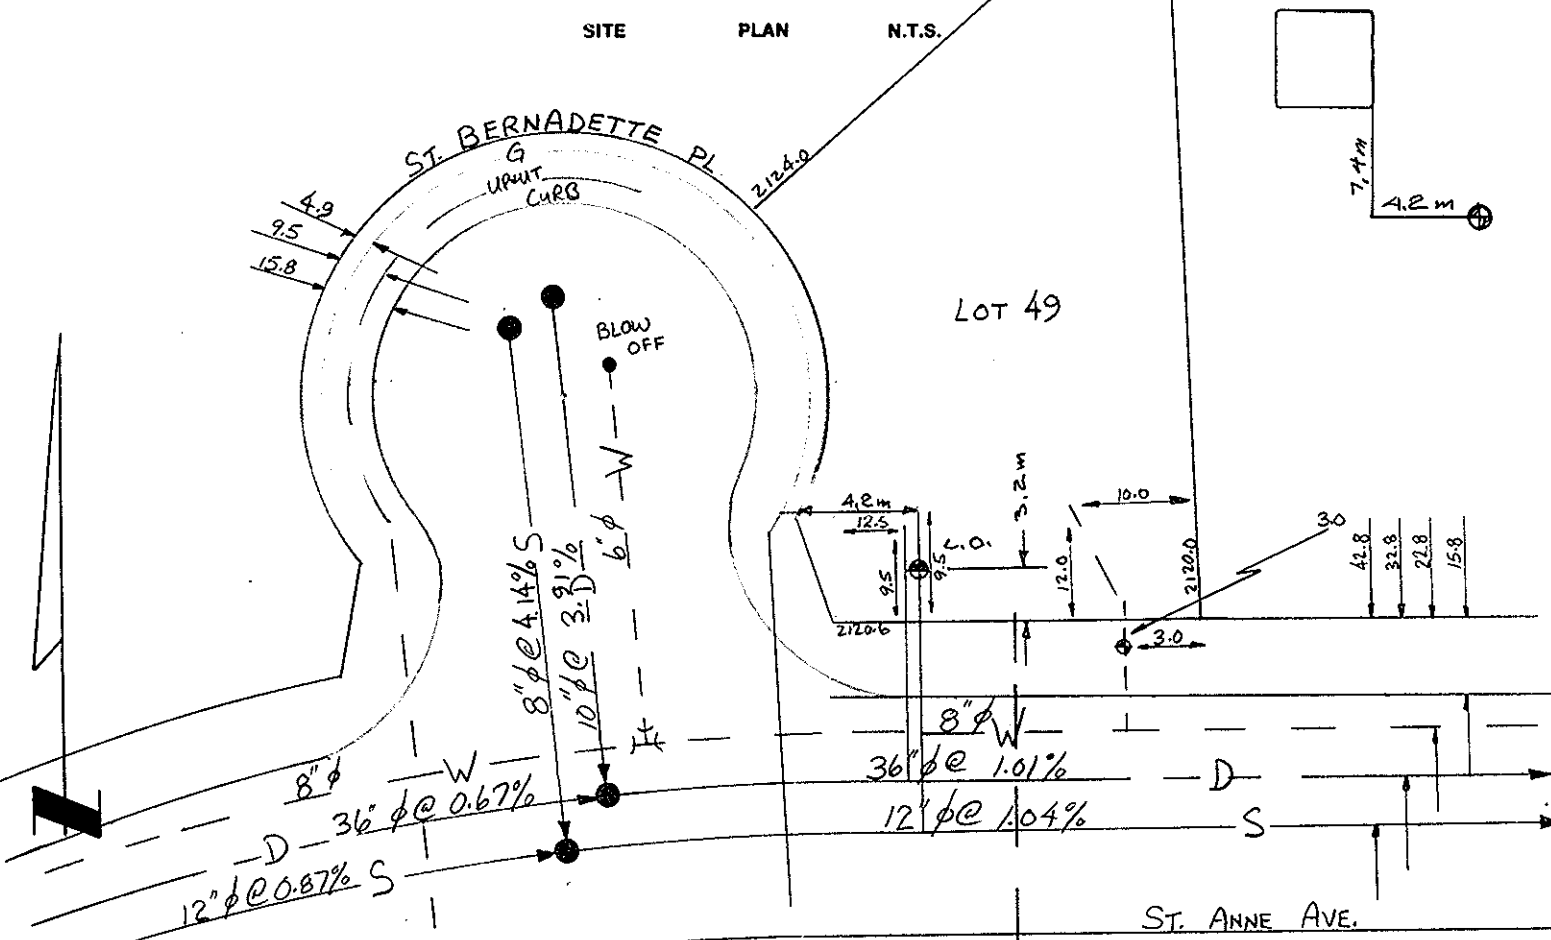 SITE PLAN N.T.S.
ST. BERNADETTE PL.
G
CURB
4.9
9.5
15.8
2124.0
7.4m
4.2m
LOT 49
BLOW
OFF
W
6"φ
8"φ@4.14% S
10"φ@ 3.91%
D
4.2m
12.5
9.5
9.5
C.O.
3.2m
10.0
12.0
2120.0
3.0
3.0
42.8
32.8
22.8
15.8
2120.6
8"φ W
36"φ@ 1.01% D
12"φ@ 1.04% S
8"φ W
D 36"φ@ 0.67%
12"φ@0.87% S
ST. ANNE AVE.